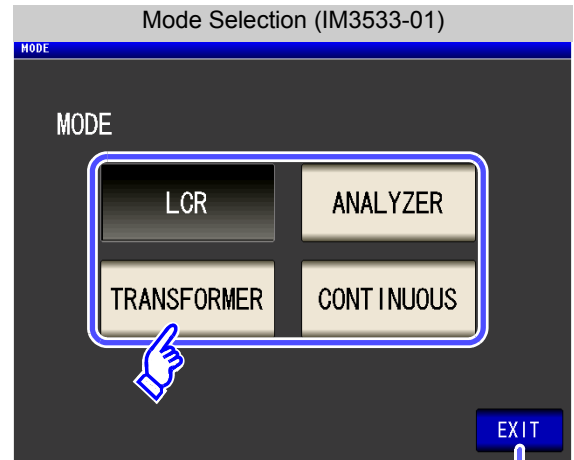 Mode Selection (IM3533-01)
MODE
MODE
LCR
ANALYZER
TRANSFORMER
CONTINUOUS
EXIT